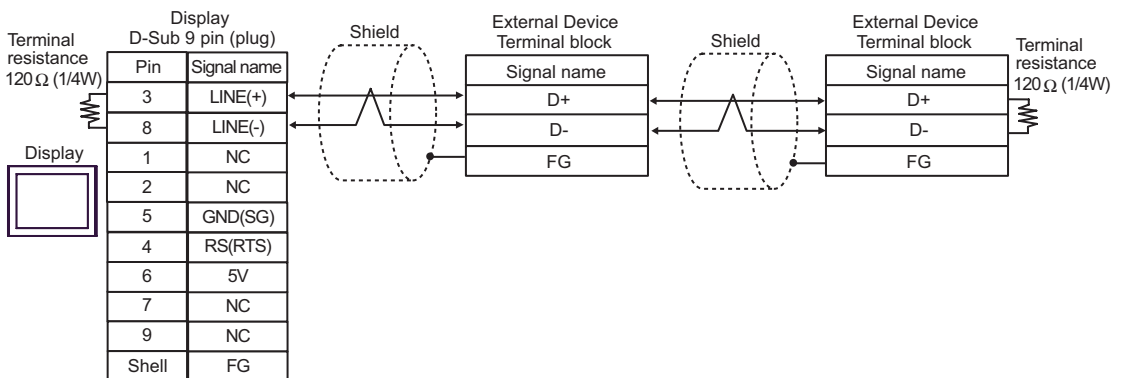 Terminal
resistance
120Ω (1/4W)
Display
D-Sub 9 pin (plug)
Pin Signal name
3 LINE(+)
8 LINE(-)
1 NC
2 NC
5 GND(SG)
4 RS(RTS)
6 5V
7 NC
9 NC
Shell FG
Display
Shield
External Device
Terminal block
Signal name
D+
D-
FG
Shield
External Device
Terminal block
Signal name
D+
D-
FG
Terminal
resistance
120Ω (1/4W)